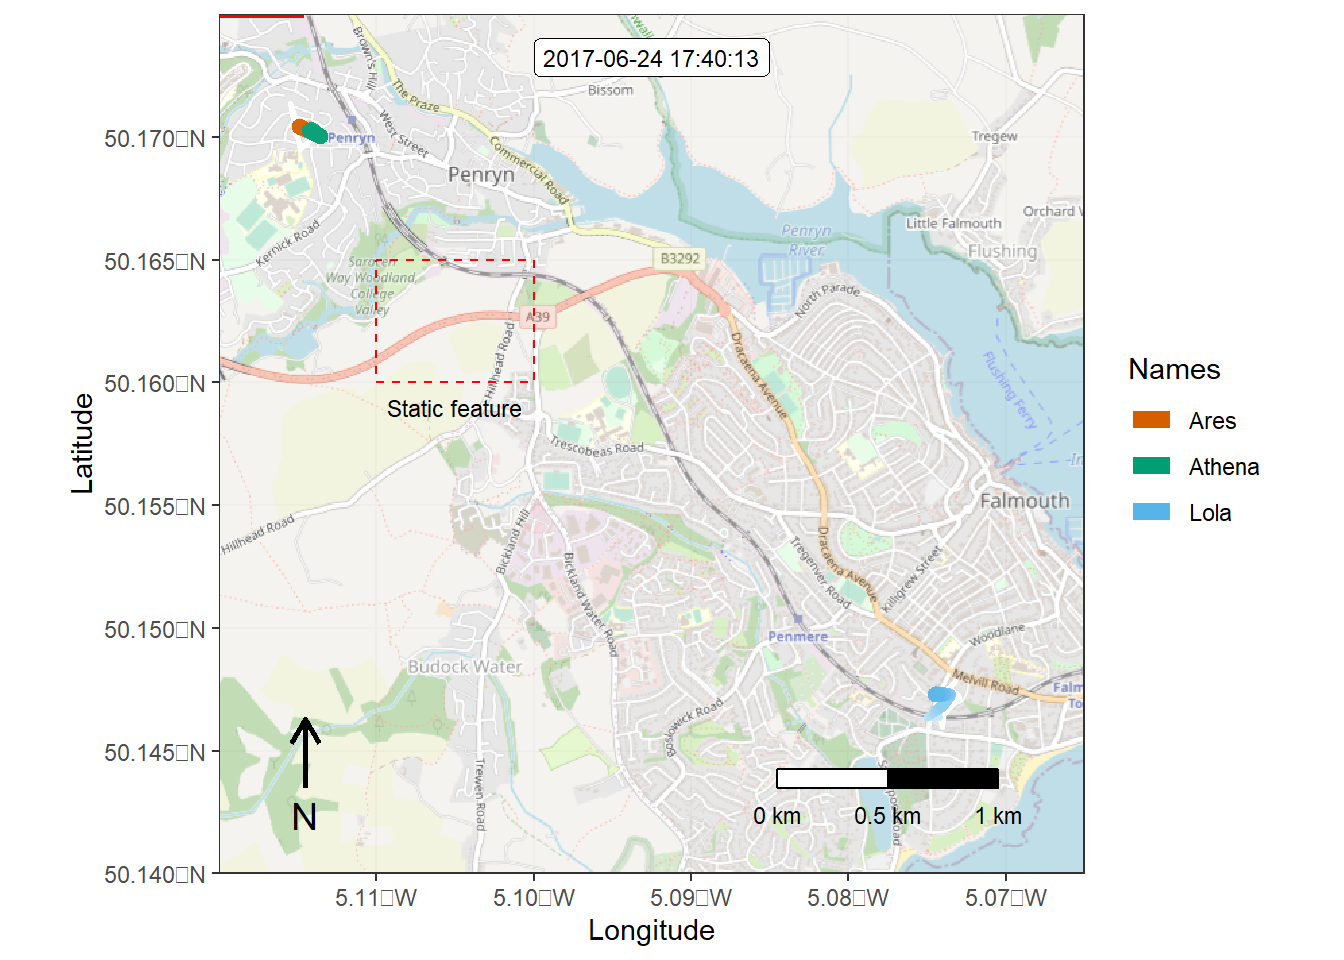 2017-06-24 17:40:13
Brown's Hill
The Praze
West Street
Commercial Road
Bissom
Tregew
Penryn
Penryn
Little Falmouth
Orchard
Flushing
Kernick Road
Penryn
River
B3292
North Parade
Way Woodland,
College
Valley
A39
Hillhead Road
Dracaena Avenue
Flushing Ferry
Static feature
Trescobeas Road
Falmouth
Hillhead Road
Bickland Hill
Bickland Water Road
Dracaena Avenue
Tregenver Road
Killigrew Street
Woodlane
Penmere
Budock Water
Melvill Road
Boslowick Road
Trewen Road
N
0 km 0.5 km 1 km
50.170□N
50.165□N
50.160□N
50.155□N
50.150□N
50.145□N
50.140□N
5.11□W 5.10□W 5.09□W 5.08□W 5.07□W
Longitude
Latitude
Names
Ares
Athena
Lola